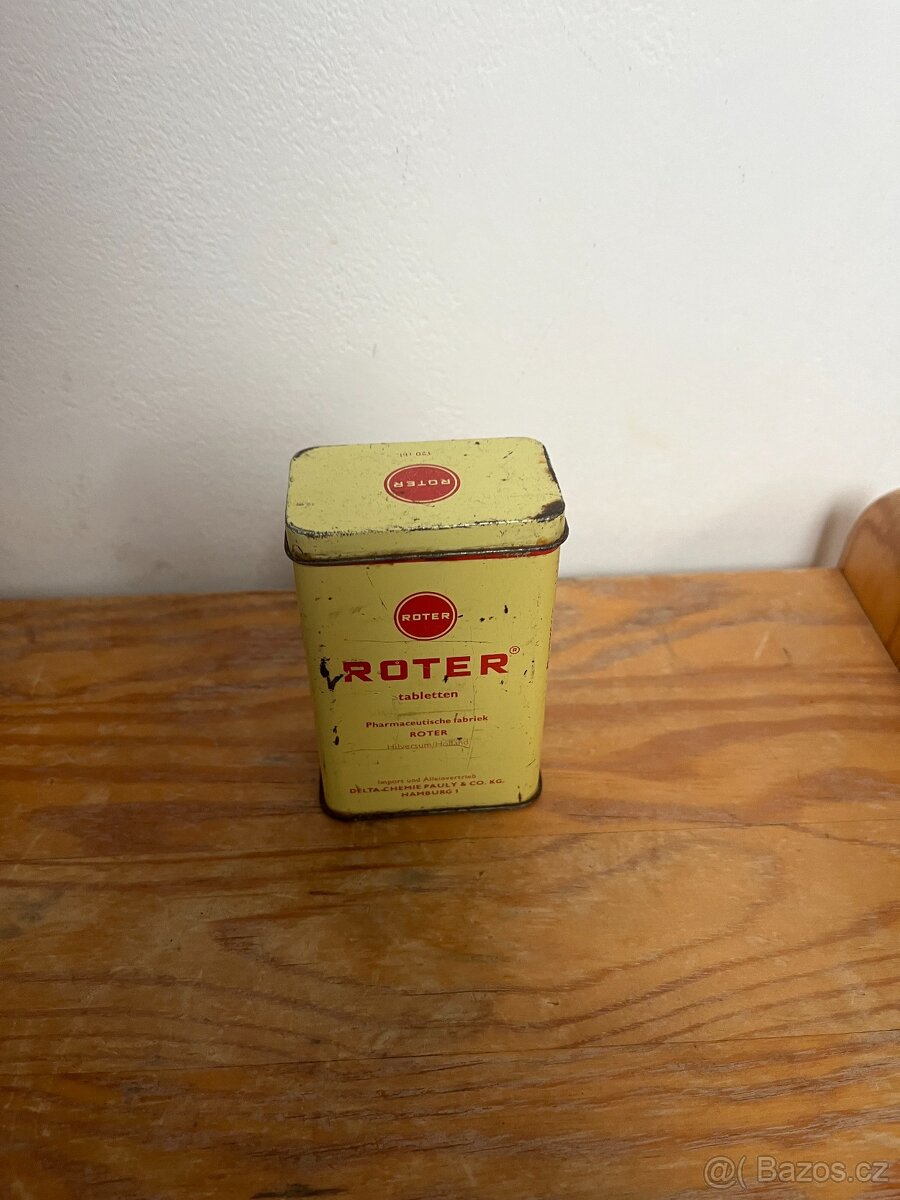 120 tbl.
ROTER
ROTER
ROTER®
tabletten
Pharmaceutische fabriek
ROTER
Hilversum/Holland
Import und Alleinvertrieb
DELTA-CHEMIE PAULY & CO. KG.
HAMBURG 1
@( Bazos.cz